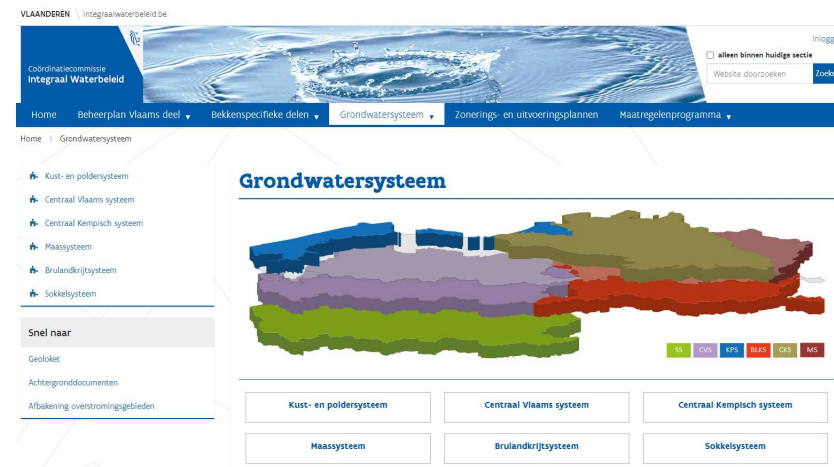 VLAANDEREN \ integraalwaterbeleid.be
Inlogg
Coördinatiecommissie
Integraal Waterbeleid
alleen binnen huidige sectie
Website doorzoeken Zoeke
Home Beheerplan Vlaams deel Bekkenspecifieke delen Grondwatersysteem Zonerings- en uitvoeringsplannen Maatregelenprogramma
Home > Grondwatersysteem
Kust- en poldersysteem
Centraal Vlaams systeem
Centraal Kempisch systeem
Maassysteem
Brulandkrijtsysteem
Sokkelsysteem
Snel naar
Geoloket
Achtergronddocumenten
Afbakening overstromingsgebieden
Grondwatersysteem
SS CVS KPS BLKS CKS MS
Kust- en poldersysteem Centraal Vlaams systeem Centraal Kempisch systeem
Maassysteem Brulandkrijtsysteem Sokkelsysteem